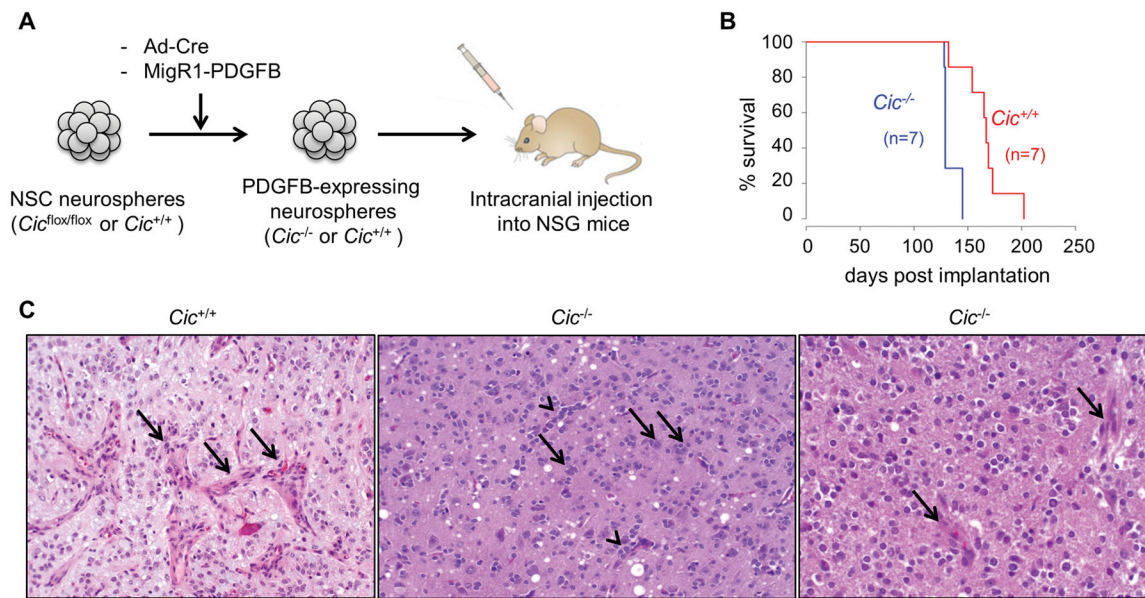 A
- Ad-Cre
- MigR1-PDGFB
NSC neurospheres
(Cic^flox/flox or Cic^+/+ )
PDGFB-expressing
neurospheres
(Cic^-/- or Cic^+/+ )
Intracranial injection
into NSG mice
B
% survival
100
80
60
40
20
0
Cic^-/-
(n=7)
Cic^+/+
(n=7)
0 50 100 150 200 250
days post implantation
C
Cic^+/+
Cic^-/-
Cic^-/-